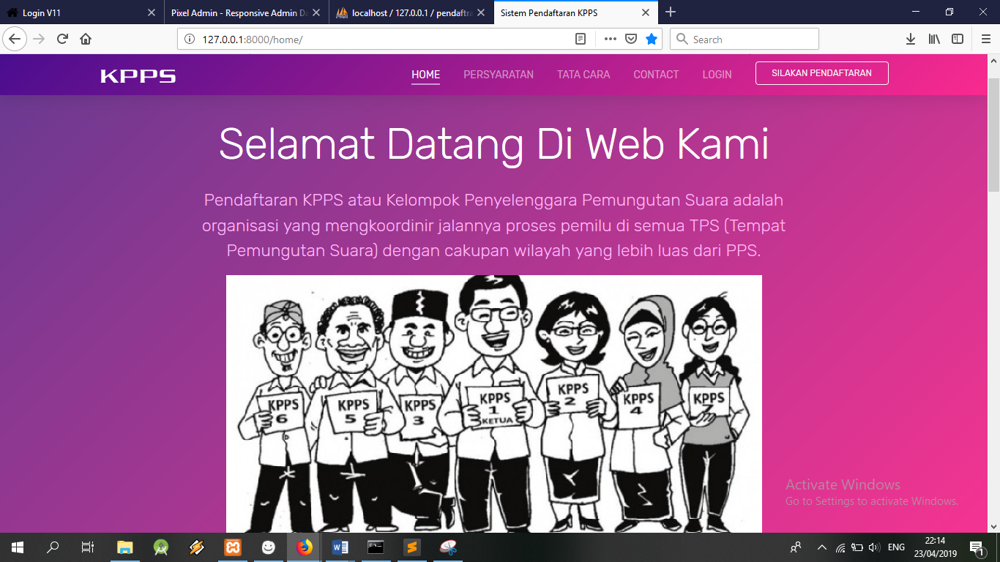 Login V11
Pixel Admin - Responsive Admin Da
localhost / 127.0.0.1 / pendaftra
Sistem Pendaftaran KPPS
127.0.0.1:8000/home/
Search
KPPS
HOME
PERSYARATAN
TATA CARA
CONTACT
LOGIN
SILAKAN PENDAFTARAN
Selamat Datang Di Web Kami
Pendaftaran KPPS atau Kelompok Penyelenggara Pemungutan Suara adalah
organisasi yang mengkoordinir jalannya proses pemilu di semua TPS (Tempat
Pemungutan Suara) dengan cakupan wilayah yang lebih luas dari PPS.
KPPS
6
KPPS
5
KPPS
3
KPPS
1
KETUA
KPPS
2
KPPS
4
KPPS
7
Activate Windows
Go to Settings to activate Windows.
ENG
22:14
23/04/2019
1